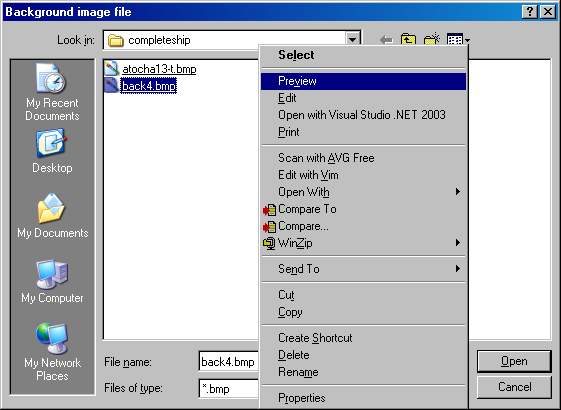 Background image file
Look in: completeship
atocha13-t.bmp
back4.bmp
My Recent
Documents
Desktop
My Documents
My Computer
My Network
Places
Select
Preview
Edit
Open with Visual Studio .NET 2003
Print
Scan with AVG Free
Edit with Vim
Open With
Compare To
Compare...
WinZip
Send To
Cut
Copy
Create Shortcut
Delete
Rename
Properties
File name: back4.bmp
Files of type: *.bmp
Open
Cancel